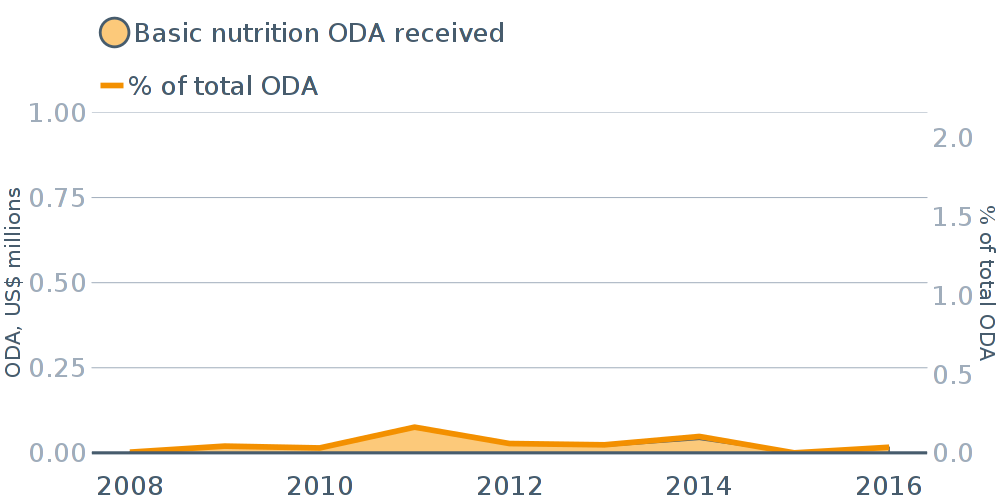 Basic nutrition ODA received
% of total ODA
1.00
0.75
0.50
0.25
0.00
ODA, US$ millions
2.0
1.5
1.0
0.5
0.0
% of total ODA
2008 2010 2012 2014 2016